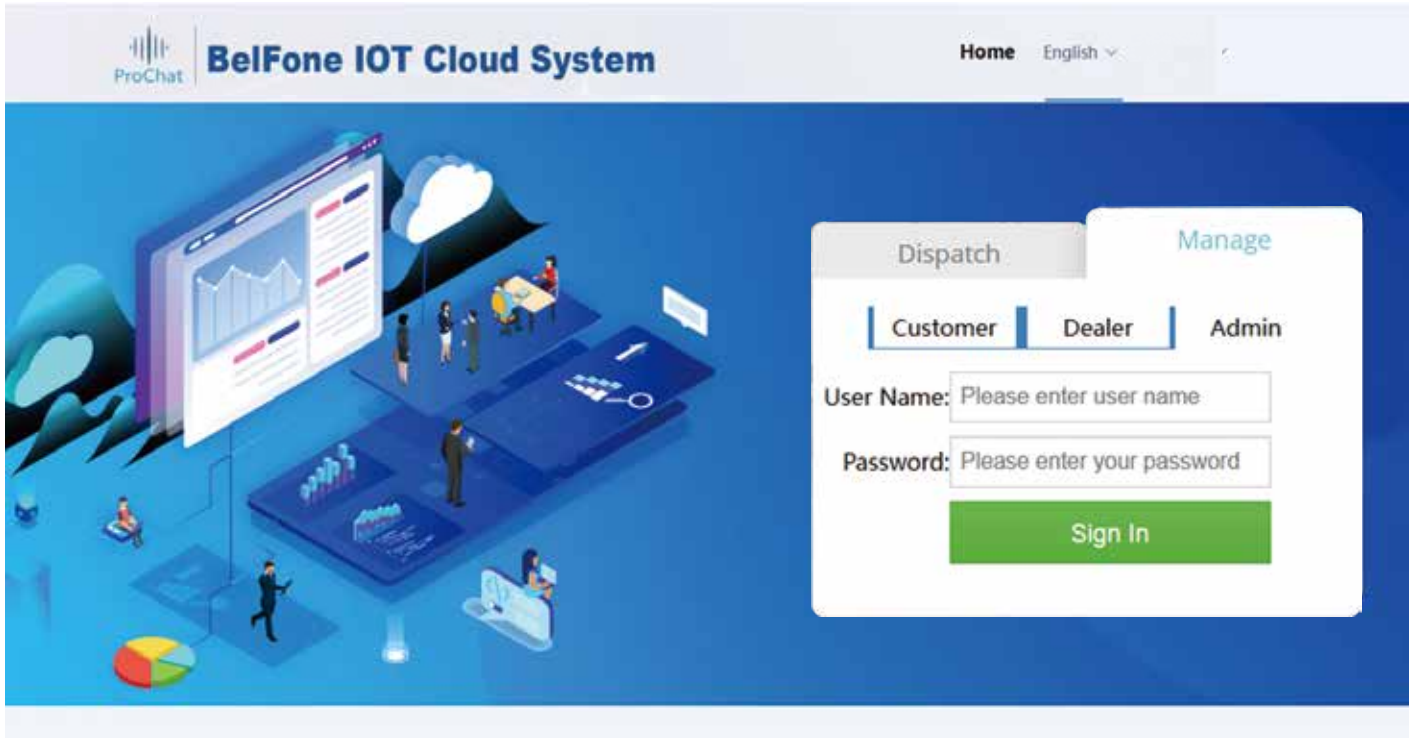 ProChat
BelFone IOT Cloud System
Home English
Dispatch Manage
Customer Dealer Admin
User Name: Please enter user name
Password: Please enter your password
Sign In